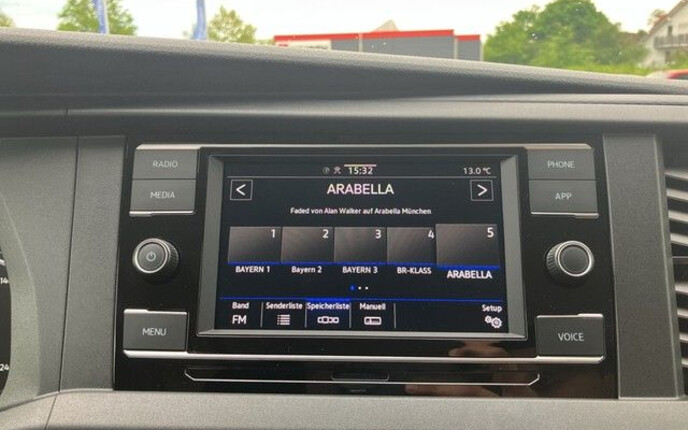 RADIO
MEDIA
MENU
PHONE
APP
VOICE
15:32
13.0 °C
<
ARABELLA
>
Faded von Alan Walker auf Arabella München
1 2 3 4 5
BAYERN 1 Bayern 2 BAYERN 3 BR-KLASS ARABELLA
Band Senderliste Speicherliste Manuell Setup
FM